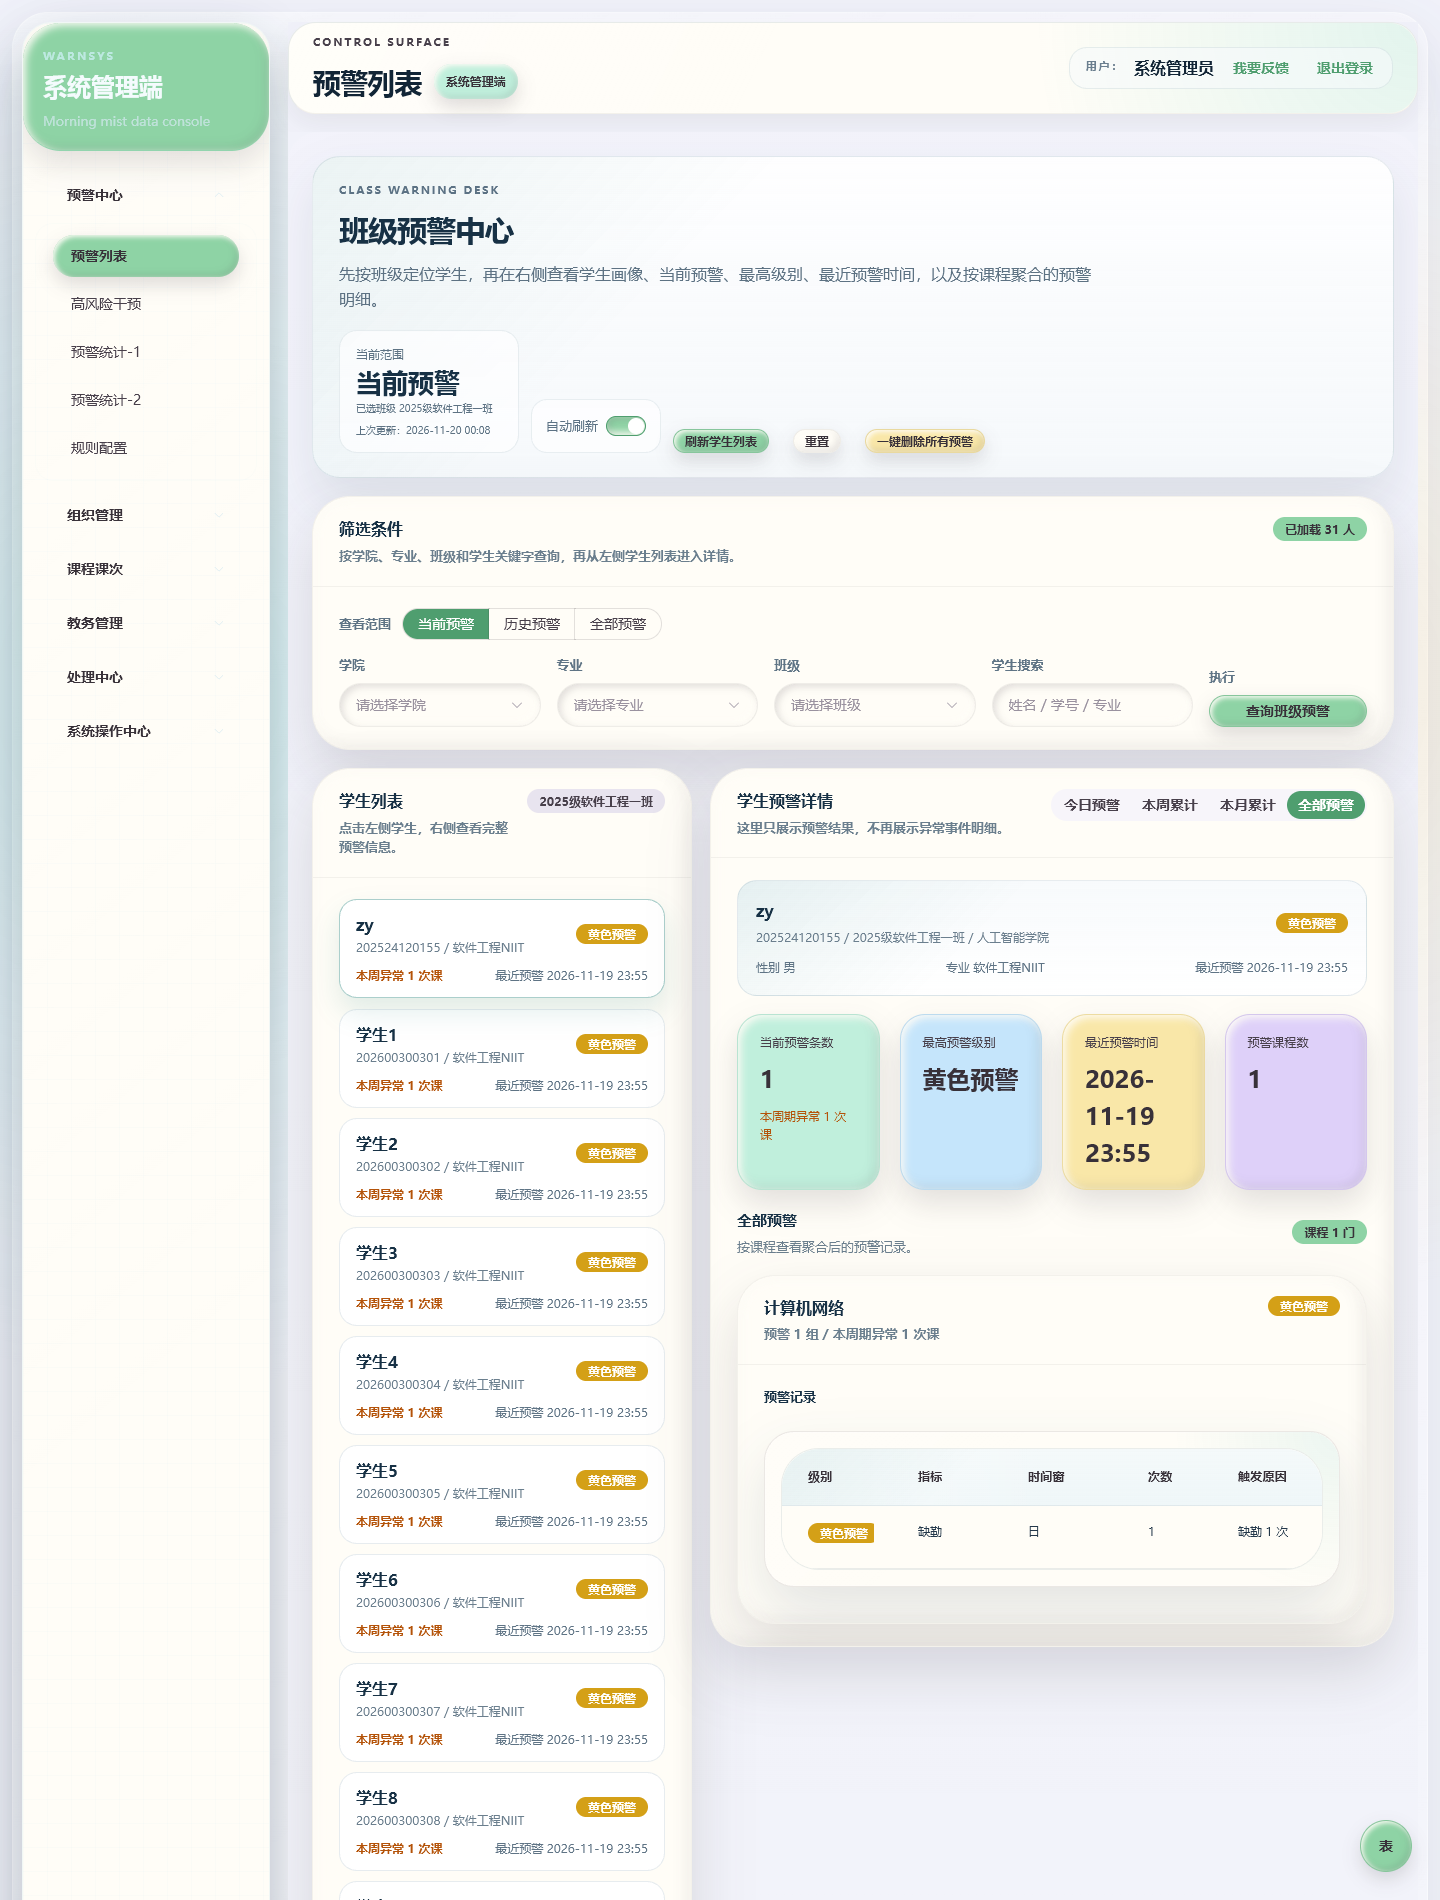 WARNSYS
系统管理端
Morning mist data console
预警中心
预警列表
高风险干预
预警统计-1
预警统计-2
规则配置
组织管理
课程课次
教务管理
处理中心
系统操作中心
CONTROL SURFACE
预警列表
系统管理端
用户：
系统管理员
我要反馈
退出登录
CLASS WARNING DESK
班级预警中心
先按班级定位学生，再在右侧查看学生画像、当前预警、最高级别、最近预警时间，以及按课程聚合的预警
明细。
当前范围
当前预警
已选班级 2025级软件工程一班
上次更新：2026-11-20 00:08
自动刷新
刷新学生列表
重置
一键删除所有预警
筛选条件
按学院、专业、班级和学生关键字查询，再从左侧学生列表进入详情。
已加载 31 人
查看范围
当前预警
历史预警
全部预警
学院
专业
班级
学生搜索
执行
请选择学院
请选择专业
请选择班级
姓名 / 学号 / 专业
查询班级预警
学生列表
点击左侧学生，右侧查看完整
预警信息。
2025级软件工程一班
zy
202524120155 / 软件工程NIIT
黄色预警
本周异常 1 次课
最近预警 2026-11-19 23:55
学生1
202600300301 / 软件工程NIIT
黄色预警
本周异常 1 次课
最近预警 2026-11-19 23:55
学生2
202600300302 / 软件工程NIIT
黄色预警
本周异常 1 次课
最近预警 2026-11-19 23:55
学生3
202600300303 / 软件工程NIIT
黄色预警
本周异常 1 次课
最近预警 2026-11-19 23:55
学生4
202600300304 / 软件工程NIIT
黄色预警
本周异常 1 次课
最近预警 2026-11-19 23:55
学生5
202600300305 / 软件工程NIIT
黄色预警
本周异常 1 次课
最近预警 2026-11-19 23:55
学生6
202600300306 / 软件工程NIIT
黄色预警
本周异常 1 次课
最近预警 2026-11-19 23:55
学生7
202600300307 / 软件工程NIIT
黄色预警
本周异常 1 次课
最近预警 2026-11-19 23:55
学生8
202600300308 / 软件工程NIIT
黄色预警
本周异常 1 次课
最近预警 2026-11-19 23:55
学生预警详情
这里只展示预警结果，不再展示异常事件明细。
今日预警
本周累计
本月累计
全部预警
zy
202524120155 / 2025级软件工程一班 / 人工智能学院
黄色预警
性别 男
专业 软件工程NIIT
最近预警 2026-11-19 23:55
当前预警条数
1
本周期异常 1 次
课
最高预警级别
黄色预警
最近预警时间
2026-
11-19
23:55
预警课程数
1
全部预警
按课程查看聚合后的预警记录。
课程 1 门
计算机网络
预警 1 组 / 本周期异常 1 次课
黄色预警
预警记录
级别
指标
时间窗
次数
触发原因
黄色预警
缺勤
日
1
缺勤 1 次
表